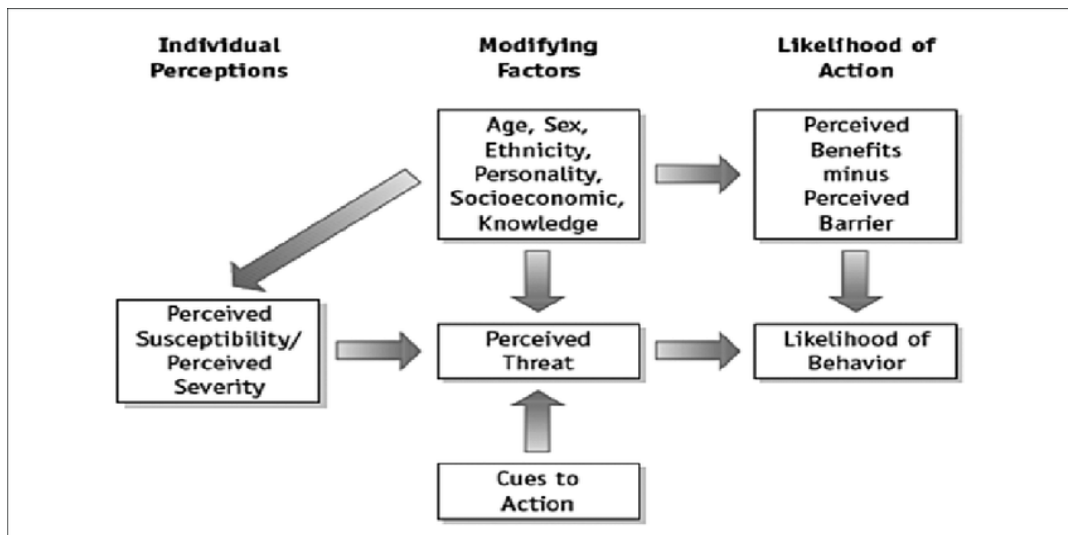 Individual
Perceptions
Modifying
Factors
Likelihood of
Action
Age, Sex,
Ethnicity,
Personality,
Socioeconomic,
Knowledge
Perceived
Benefits
minus
Perceived
Barrier
Perceived
Susceptibility/
Perceived
Severity
Perceived
Threat
Likelihood of
Behavior
Cues to
Action